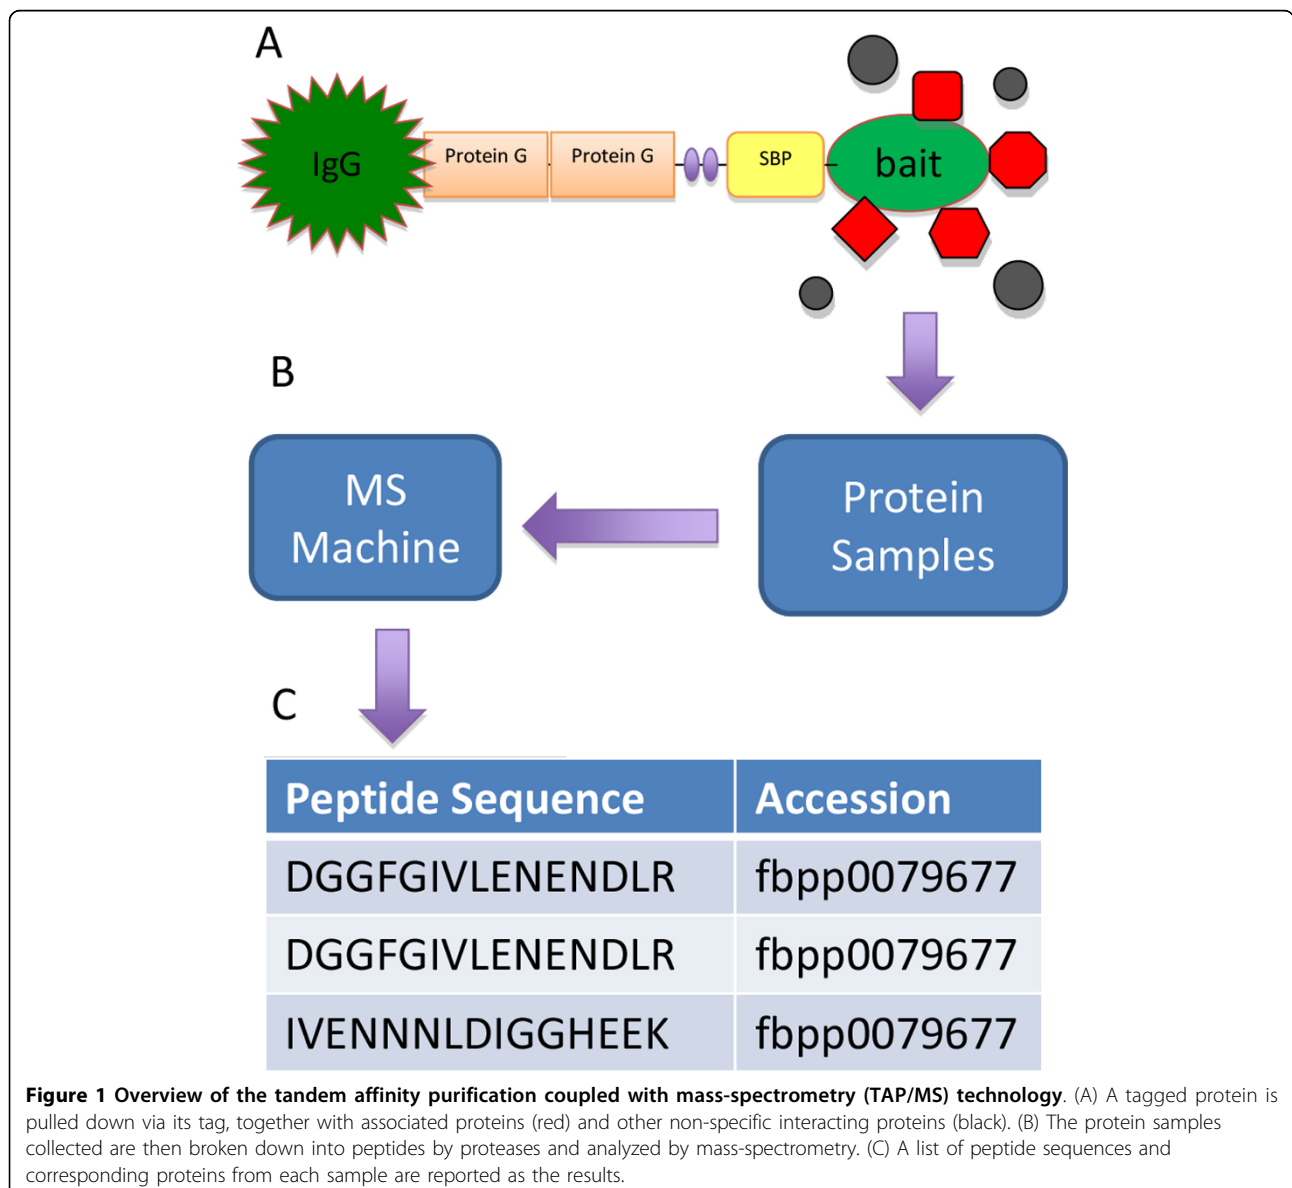 A
IgG
Protein G
Protein G
SBP
bait
B
MS
Machine
Protein
Samples
C
Peptide Sequence Accession
DGGFGIVLENENDLR fbpp0079677
DGGFGIVLENENDLR fbpp0079677
IVENNNLDIGGHEEK fbpp0079677
Figure 1 Overview of the tandem affinity purification coupled with mass-spectrometry (TAP/MS) technology. (A) A tagged protein is
pulled down via its tag, together with associated proteins (red) and other non-specific interacting proteins (black). (B) The protein samples
collected are then broken down into peptides by proteases and analyzed by mass-spectrometry. (C) A list of peptide sequences and
corresponding proteins from each sample are reported as the results.